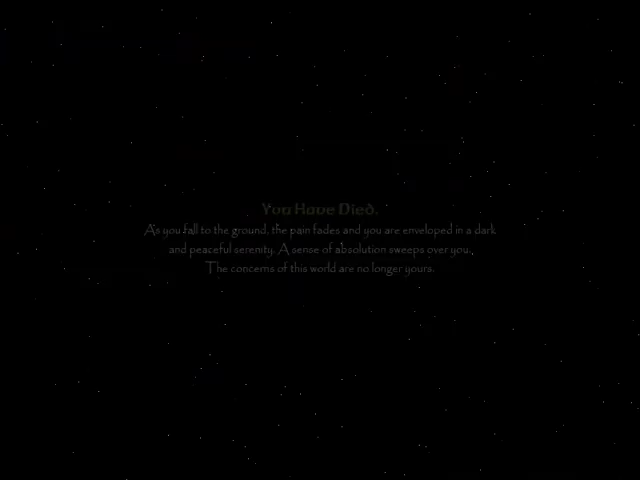 You Have Died.
As you fall to the ground, the pain fades and you are enveloped in a dark
and peaceful serenity. A sense of absolution sweeps over you.
The concerns of this world are no longer yours.